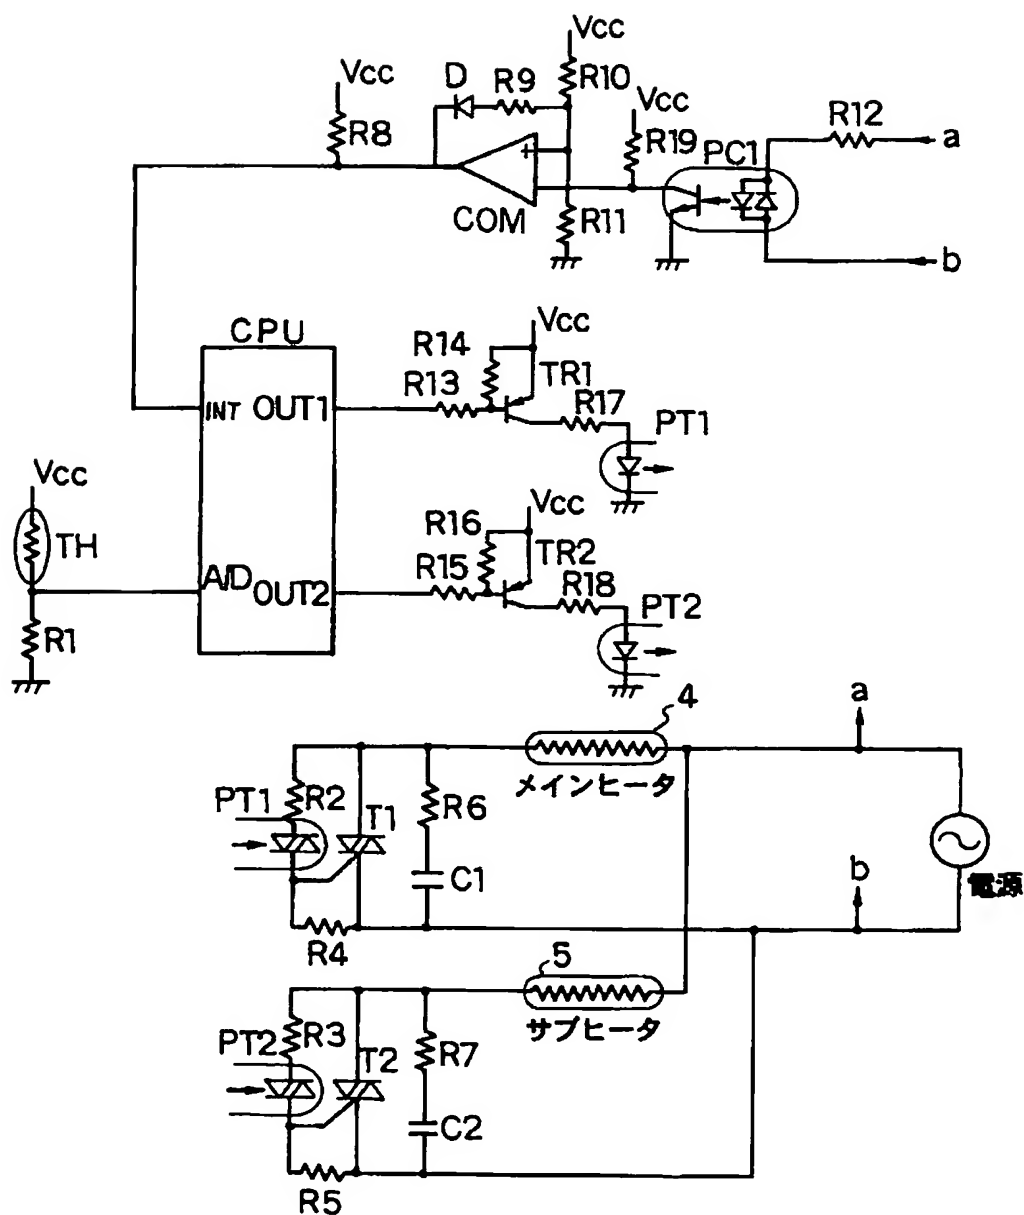 Vcc
Vcc
D
R9
R10
Vcc
R12
R8
R19
PC1
a
+
COM
R11
b
CPU
Vcc
R14
R13
TR1
INT
OUT1
R17
PT1
Vcc
Vcc
R16
TR2
TH
R15
A/D
OUT2
R18
PT2
R1
4
a
メインヒータ
PT1
R2
T1
R6
C1
b
電源
R4
5
サブヒータ
PT2
R3
T2
R7
C2
R5